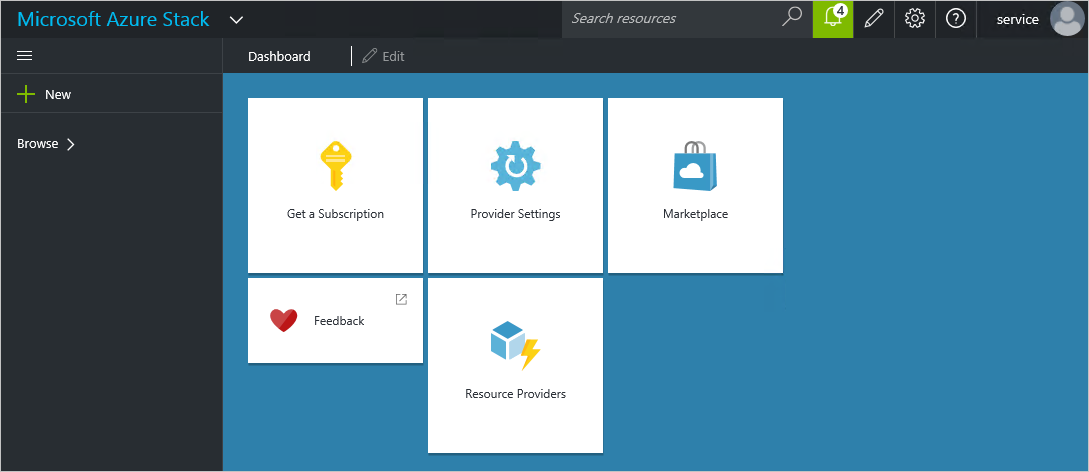 Microsoft Azure Stack
Search resources
4
service
Dashboard
Edit
New
Browse
Get a Subscription
Provider Settings
Marketplace
Feedback
Resource Providers